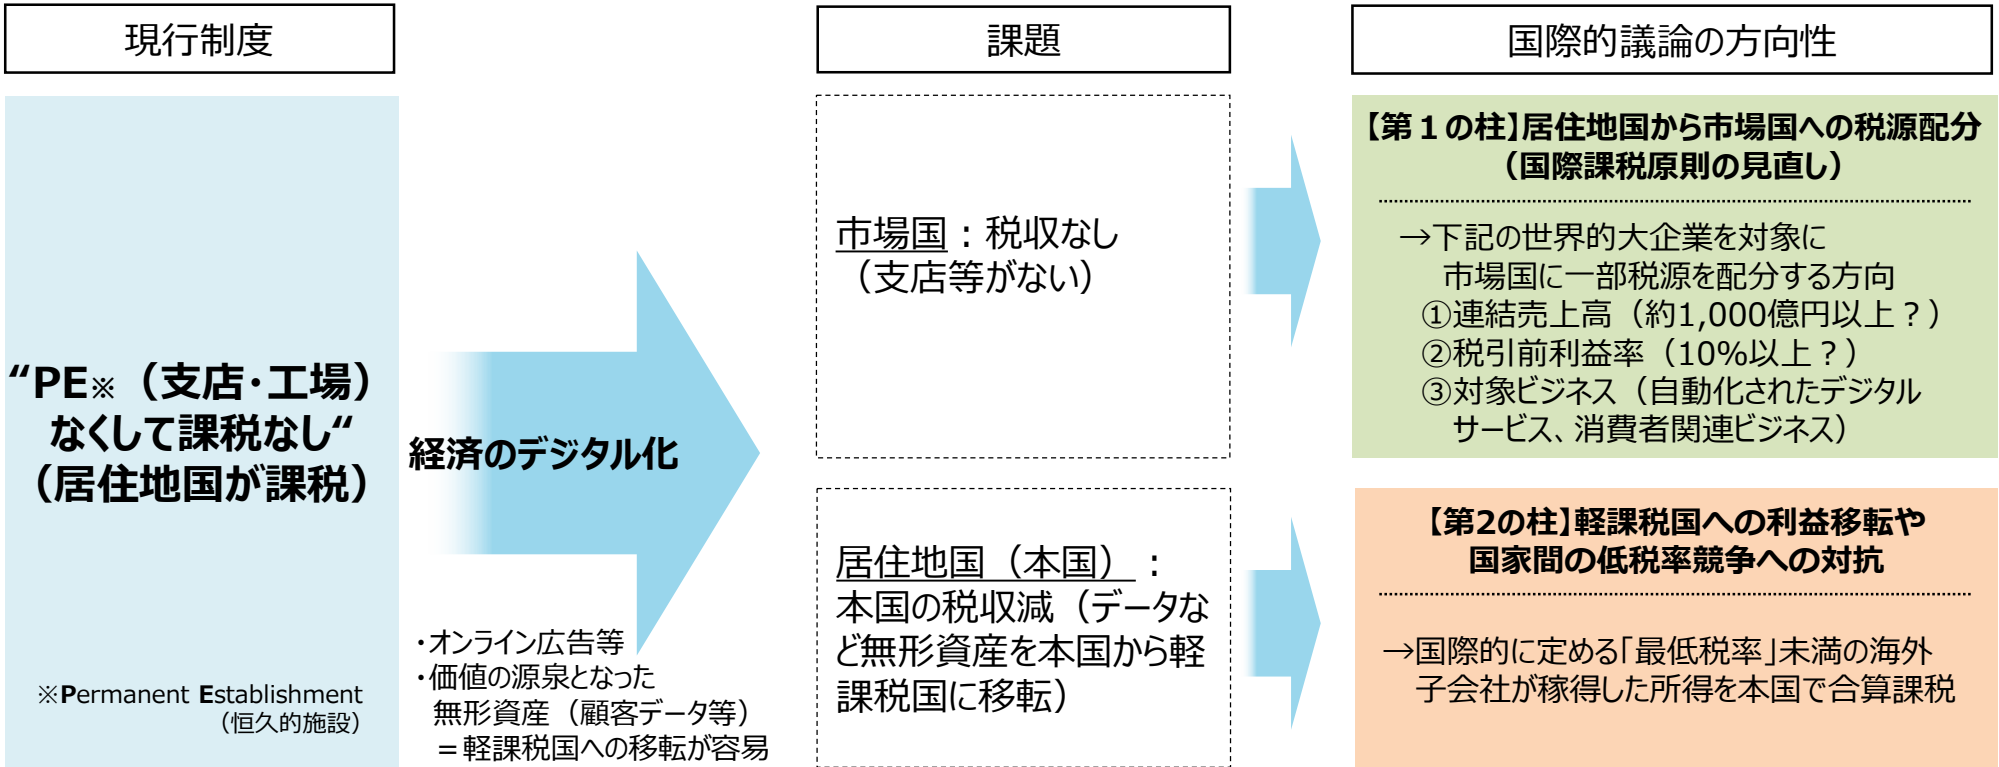 現行制度
課題
国際的議論の方向性
“PE※（支店・工場）
なくして課税なし“
（居住地国が課税）
※Permanent Establishment
（恒久的施設）
経済のデジタル化
・オンライン広告等
・価値の源泉となった
無形資産（顧客データ等）
＝軽課税国への移転が容易
市場国：税収なし
（支店等がない）
居住地国（本国）：
本国の税収減（データな
ど無形資産を本国から軽
課税国に移転）
【第１の柱】居住地国から市場国への税源配分
（国際課税原則の見直し）
→下記の世界的大企業を対象に
市場国に一部税源を配分する方向
①連結売上高（約1,000億円以上？）
②税引前利益率（10%以上？）
③対象ビジネス（自動化されたデジタル
サービス、消費者関連ビジネス）
【第2の柱】軽課税国への利益移転や
国家間の低税率競争への対抗
→国際的に定める「最低税率」未満の海外
子会社が稼得した所得を本国で合算課税